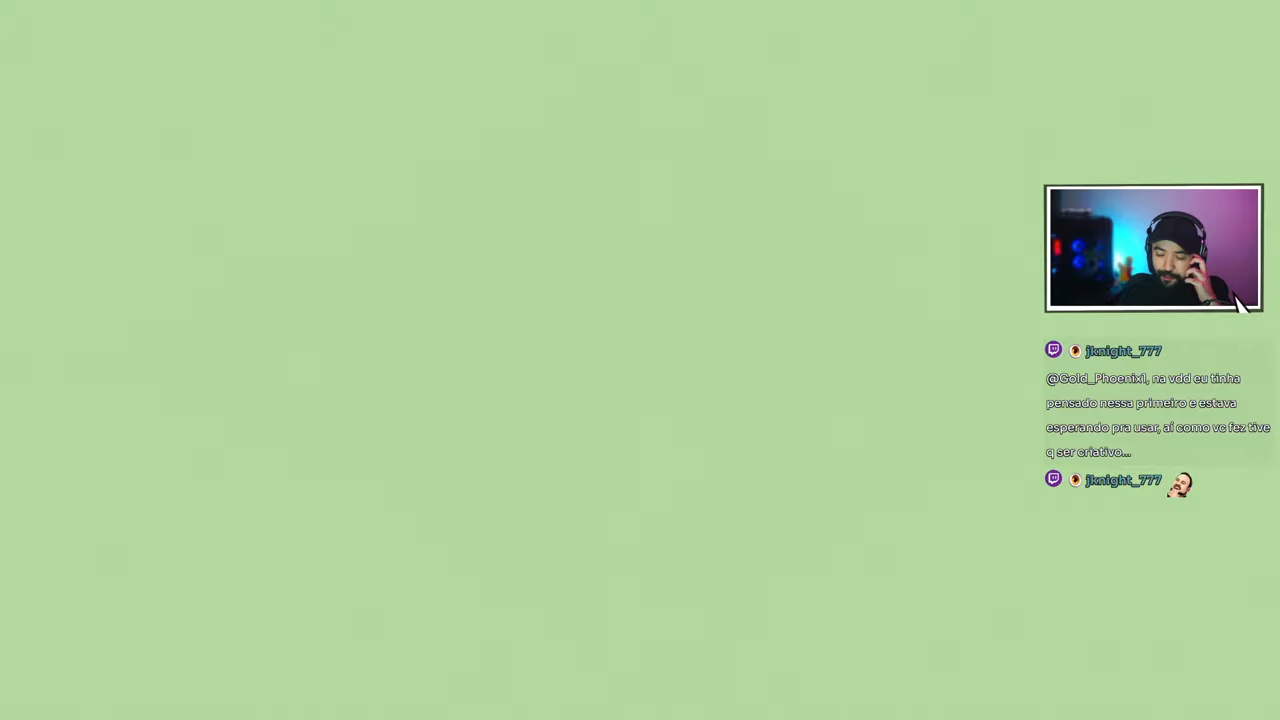 jknight_777
@Gold_Phoenix1, na vdd eu tinha
pensado nessa primeiro e estava
esperando pra usar, aí como vc fez tive
q ser criativo...
jknight_777